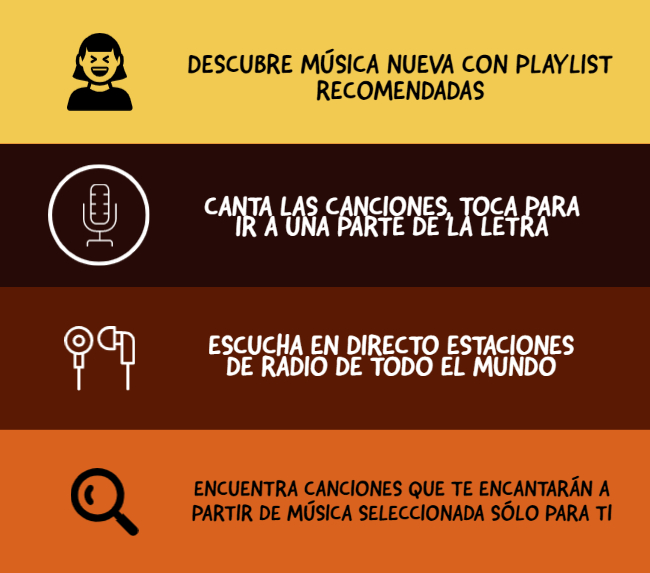 DESCUBRE MÚSICA NUEVA CON PLAYLIST
RECOMENDADAS
CANTA LAS CANCIONES, TOCA PARA
IR A UNA PARTE DE LA LETRA
ESCUCHA EN DIRECTO ESTACIONES
DE RADIO DE TODO EL MUNDO
ENCUENTRA CANCIONES QUE TE ENCANTARÁN A
PARTIR DE MÚSICA SELECCIONADA SÓLO PARA TI